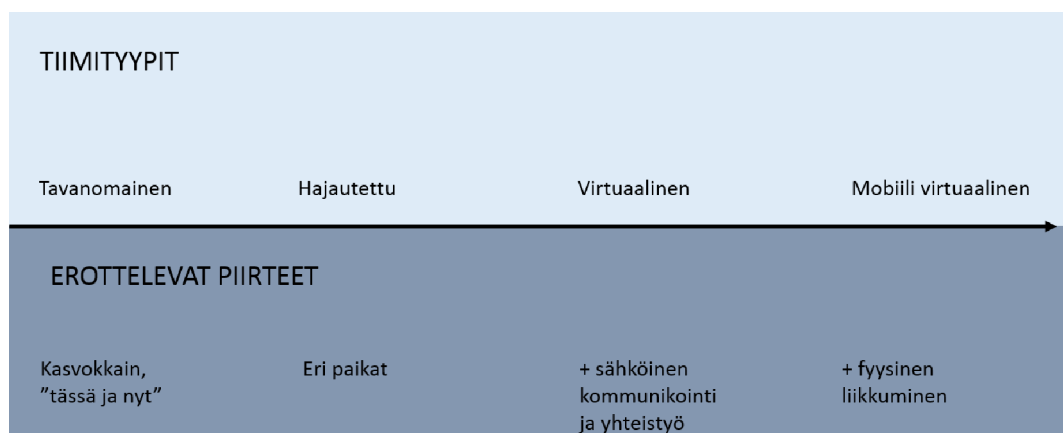 TIIMITYYPIT
Tavanomainen
Hajautettu
Virtuaalinen
Mobiili virtuaalinen
EROTTELEVAT PIIRTEET
Kasvokkain,
”tässä ja nyt”
Eri paikat
+ sähköinen
kommunikointi
ja yhteistyö
+ fyysinen
liikkuminen